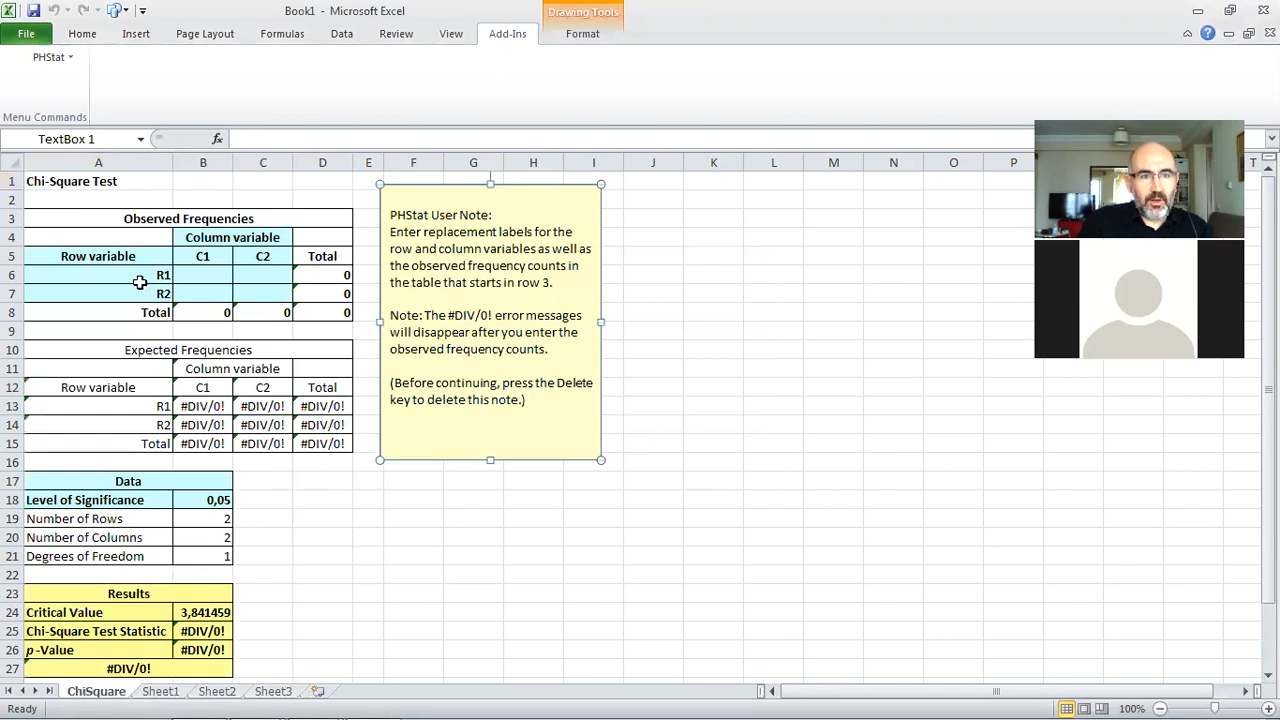 Book1 - Microsoft Excel
Drawing Tools
File Home Insert Page Layout Formulas Data Review View Add-Ins Format
PHStat
Menu Commands
TextBox 1 fx
A B C D E F G H I J K L M N O P T
1 Chi-Square Test
2
3 Observed Frequencies
4 Column variable
5 Row variable C1 C2 Total
6 R1 0
7 R2 0
8 Total 0 0 0
9
10 Expected Frequencies
11 Column variable
12 Row variable C1 C2 Total
13 R1 #DIV/0! #DIV/0! #DIV/0!
14 R2 #DIV/0! #DIV/0! #DIV/0!
15 Total #DIV/0! #DIV/0! #DIV/0!
16
17 Data
18 Level of Significance 0,05
19 Number of Rows 2
20 Number of Columns 2
21 Degrees of Freedom 1
22
23 Results
24 Critical Value 3,841459
25 Chi-Square Test Statistic #DIV/0!
26 p-Value #DIV/0!
27 #DIV/0!
PHStat User Note:
Enter replacement labels for the
row and column variables as well as
the observed frequency counts in
the table that starts in row 3.
Note: The #DIV/0! error messages
will disappear after you enter the
observed frequency counts.
(Before continuing, press the Delete
key to delete this note.)
ChiSquare Sheet1 Sheet2 Sheet3
Ready 100%